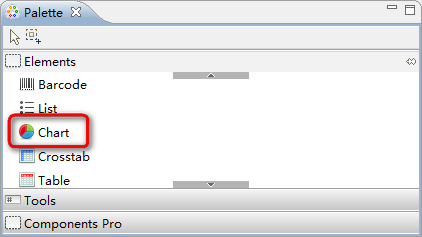 Palette
Elements
Barcode
List
Chart
Crosstab
Table
Tools
Components Pro